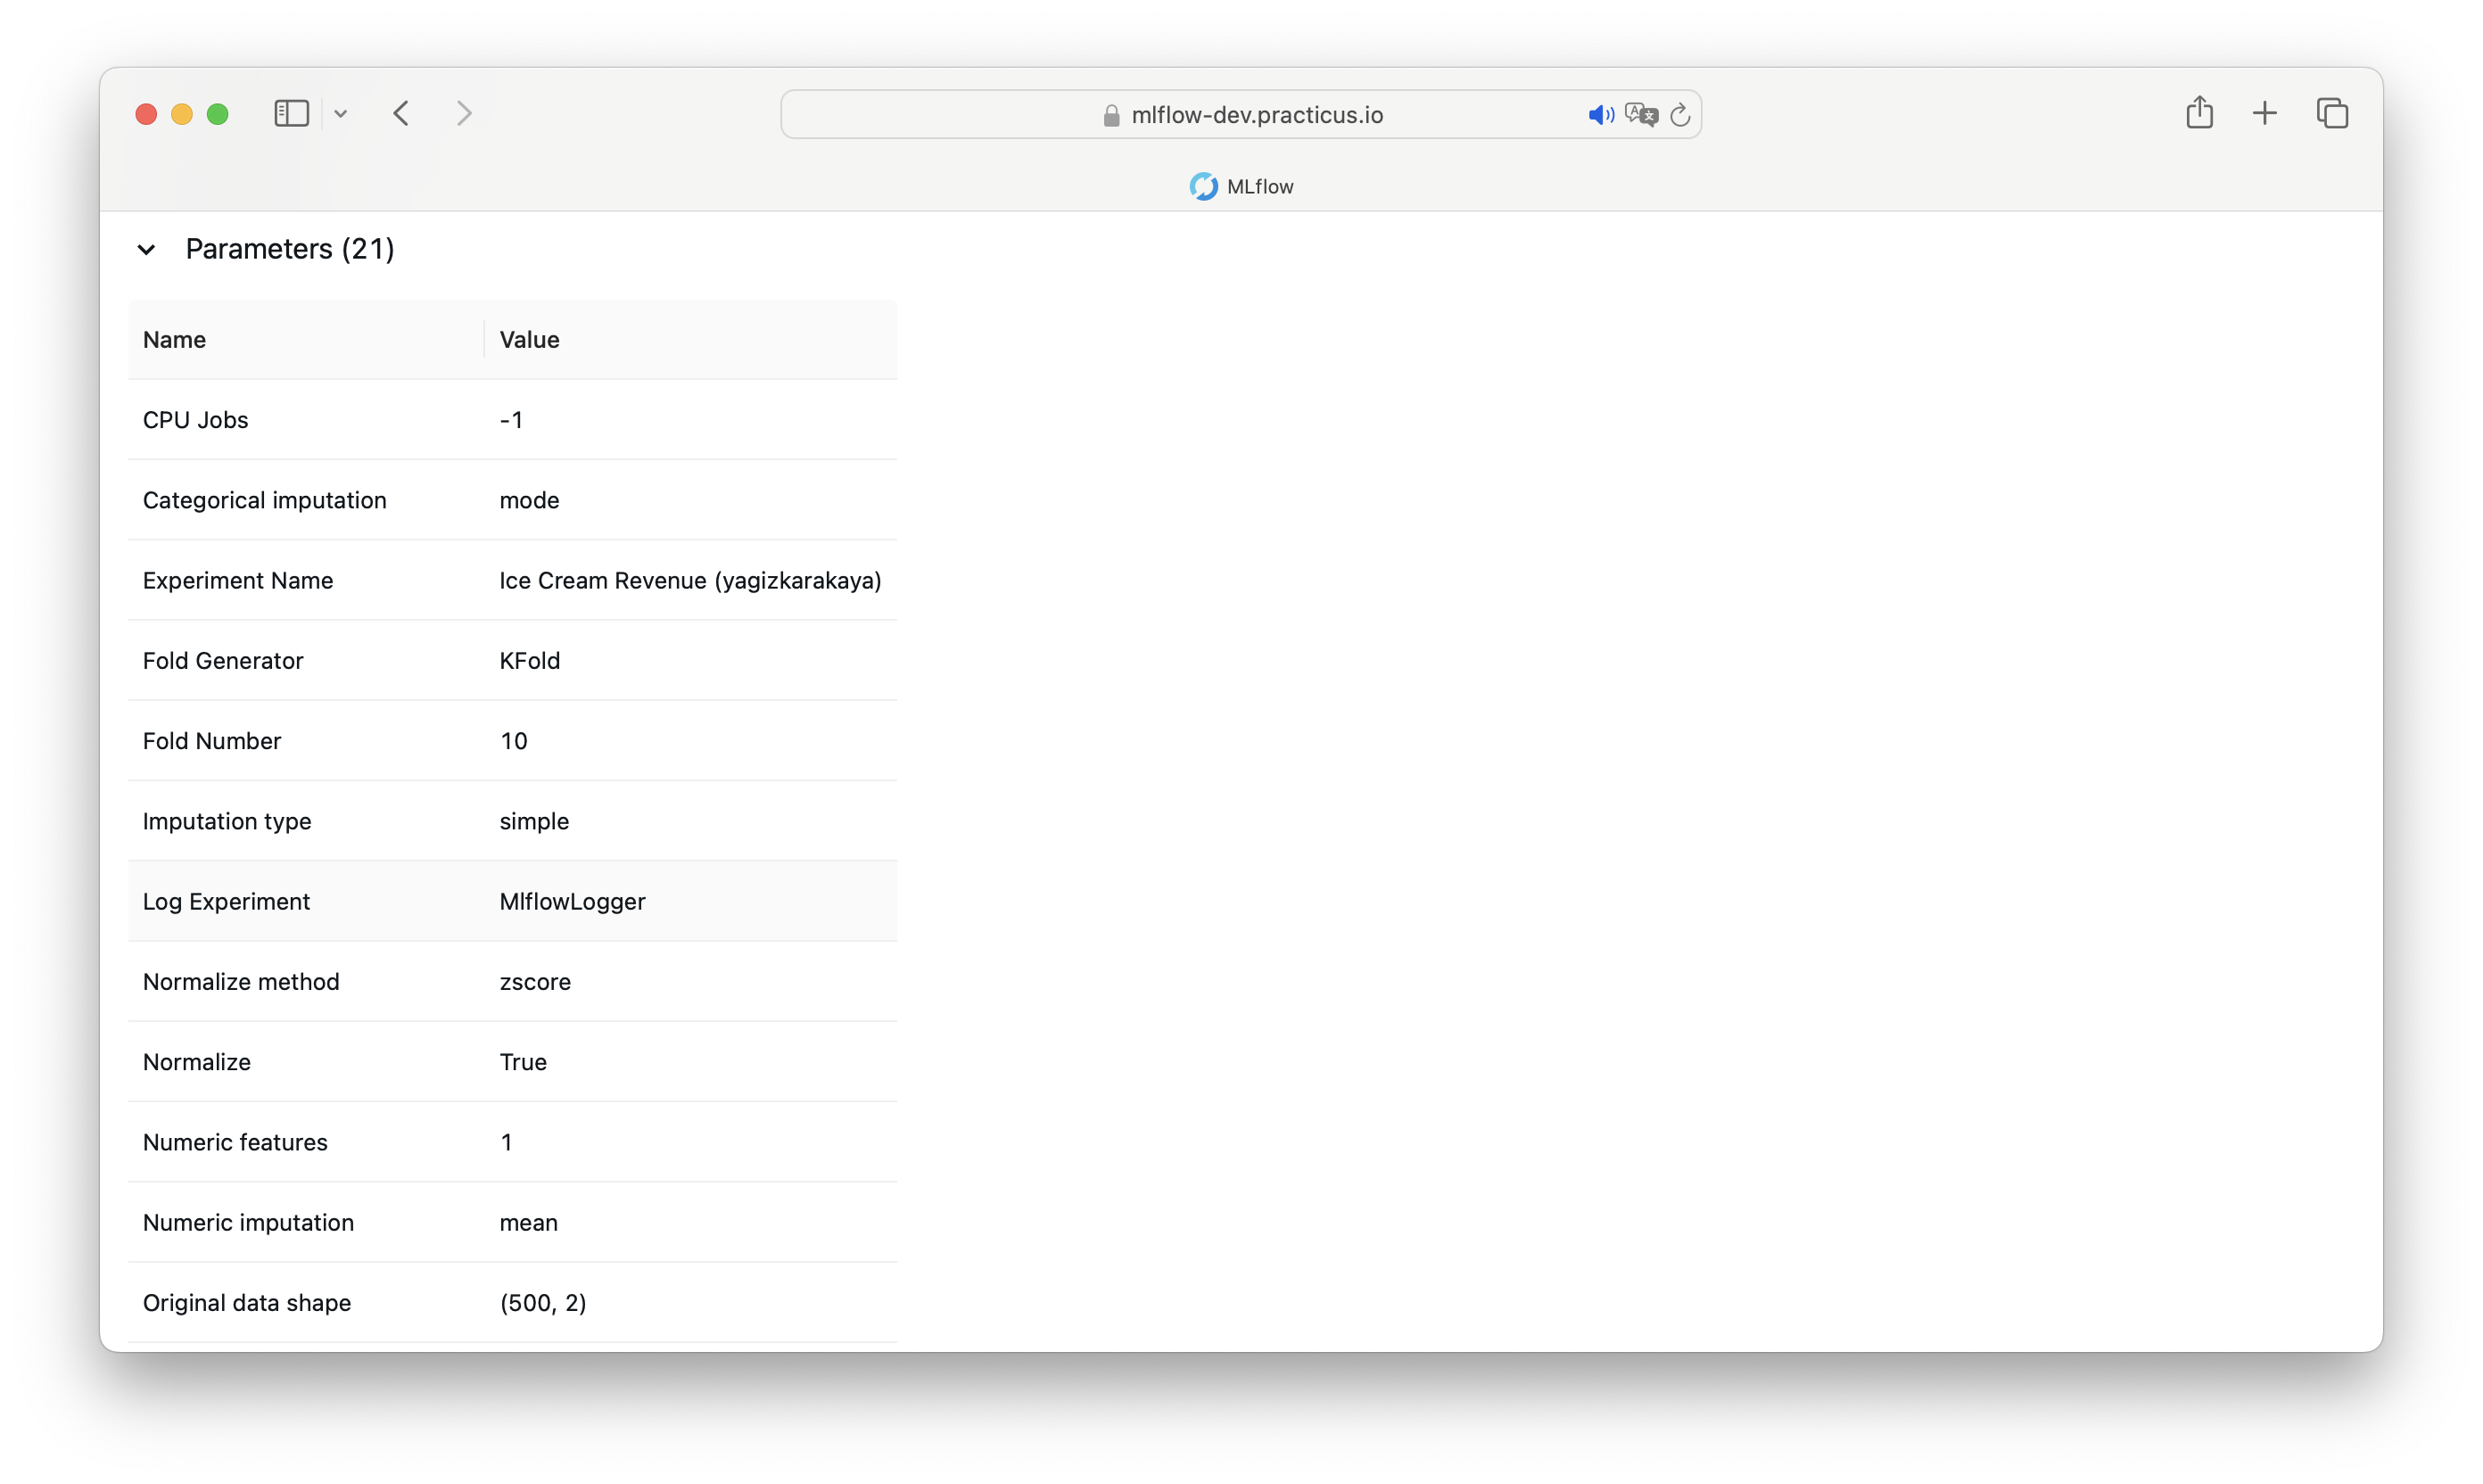 mlflow-dev.practicus.io
MLflow
Parameters (21)
Name Value
CPU Jobs -1
Categorical imputation mode
Experiment Name Ice Cream Revenue (yagizkarakaya)
Fold Generator KFold
Fold Number 10
Imputation type simple
Log Experiment MlflowLogger
Normalize method zscore
Normalize True
Numeric features 1
Numeric imputation mean
Original data shape (500, 2)